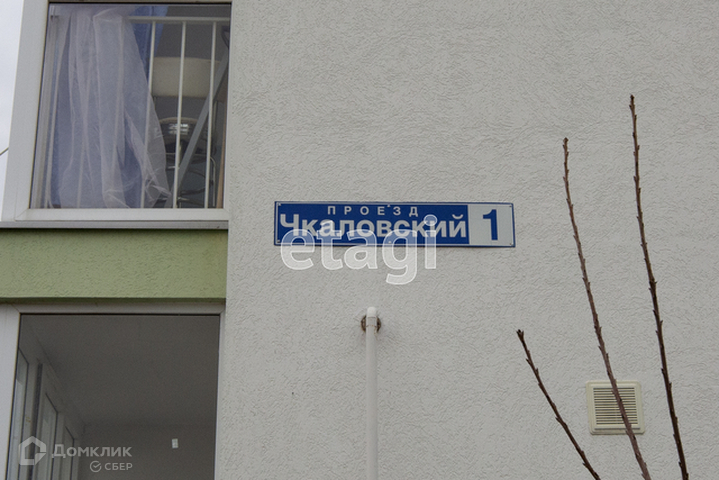 ПРОЕЗД
Чкаловский 1
etagi
Домклик
СБЕР